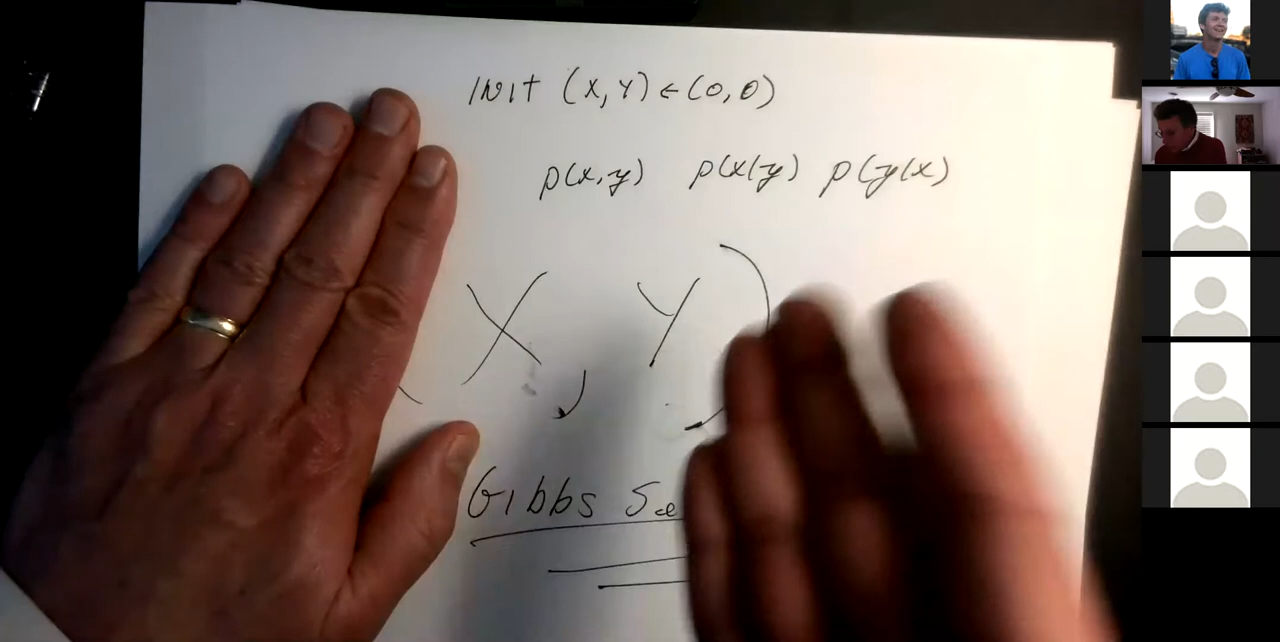 INIT (X, Y) ← (0, 0)
p(x,y) p(x|y) p(y|x)
X , Y
Gibbs